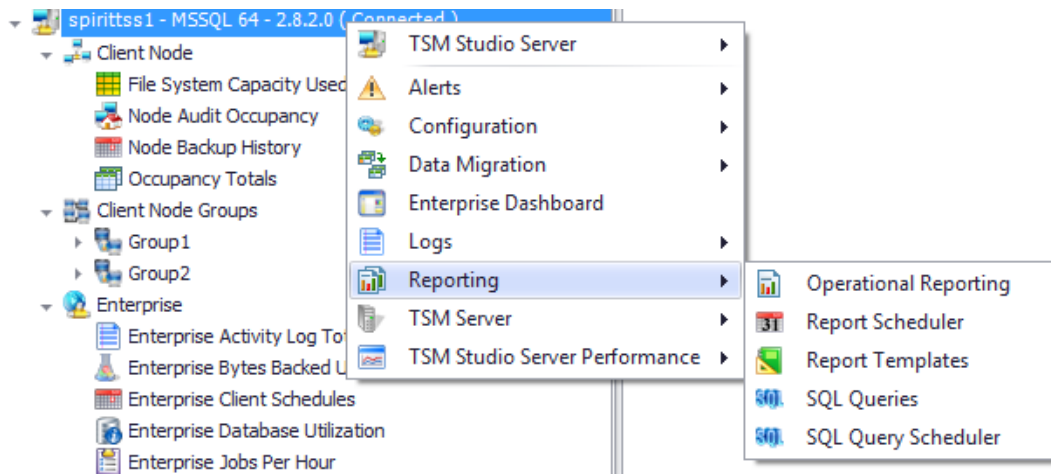 spirittss1 - MSSQL 64 - 2.8.2.0 ( Connected )
Client Node
File System Capacity Used
Node Audit Occupancy
Node Backup History
Occupancy Totals
Client Node Groups
Group1
Group2
Enterprise
Enterprise Activity Log To
Enterprise Bytes Backed U
Enterprise Client Schedules
Enterprise Database Utilization
Enterprise Jobs Per Hour
TSM Studio Server
Alerts
Configuration
Data Migration
Enterprise Dashboard
Logs
Reporting
TSM Server
TSM Studio Server Performance
Operational Reporting
31 Report Scheduler
Report Templates
SQL SQL Queries
SQL SQL Query Scheduler